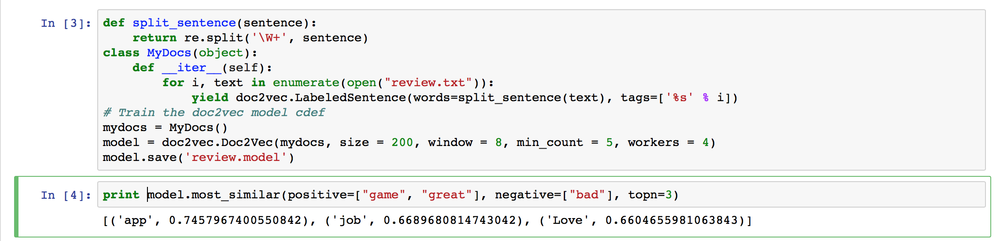 In [3]: def split_sentence(sentence):
    return re.split('\W+', sentence)
class MyDocs(object):
    def __iter__(self):
        for i, text in enumerate(open("review.txt")):
            yield doc2vec.LabeledSentence(words=split_sentence(text), tags=['%s' % i])
# Train the doc2vec model cdef
mydocs = MyDocs()
model = doc2vec.Doc2Vec(mydocs, size = 200, window = 8, min_count = 5, workers = 4)
model.save('review.model')
In [4]: print model.most_similar(positive=["game", "great"], negative=["bad"], topn=3)
[('app', 0.7457967400550842), ('job', 0.6689680814743042), ('Love', 0.6604655981063843)]